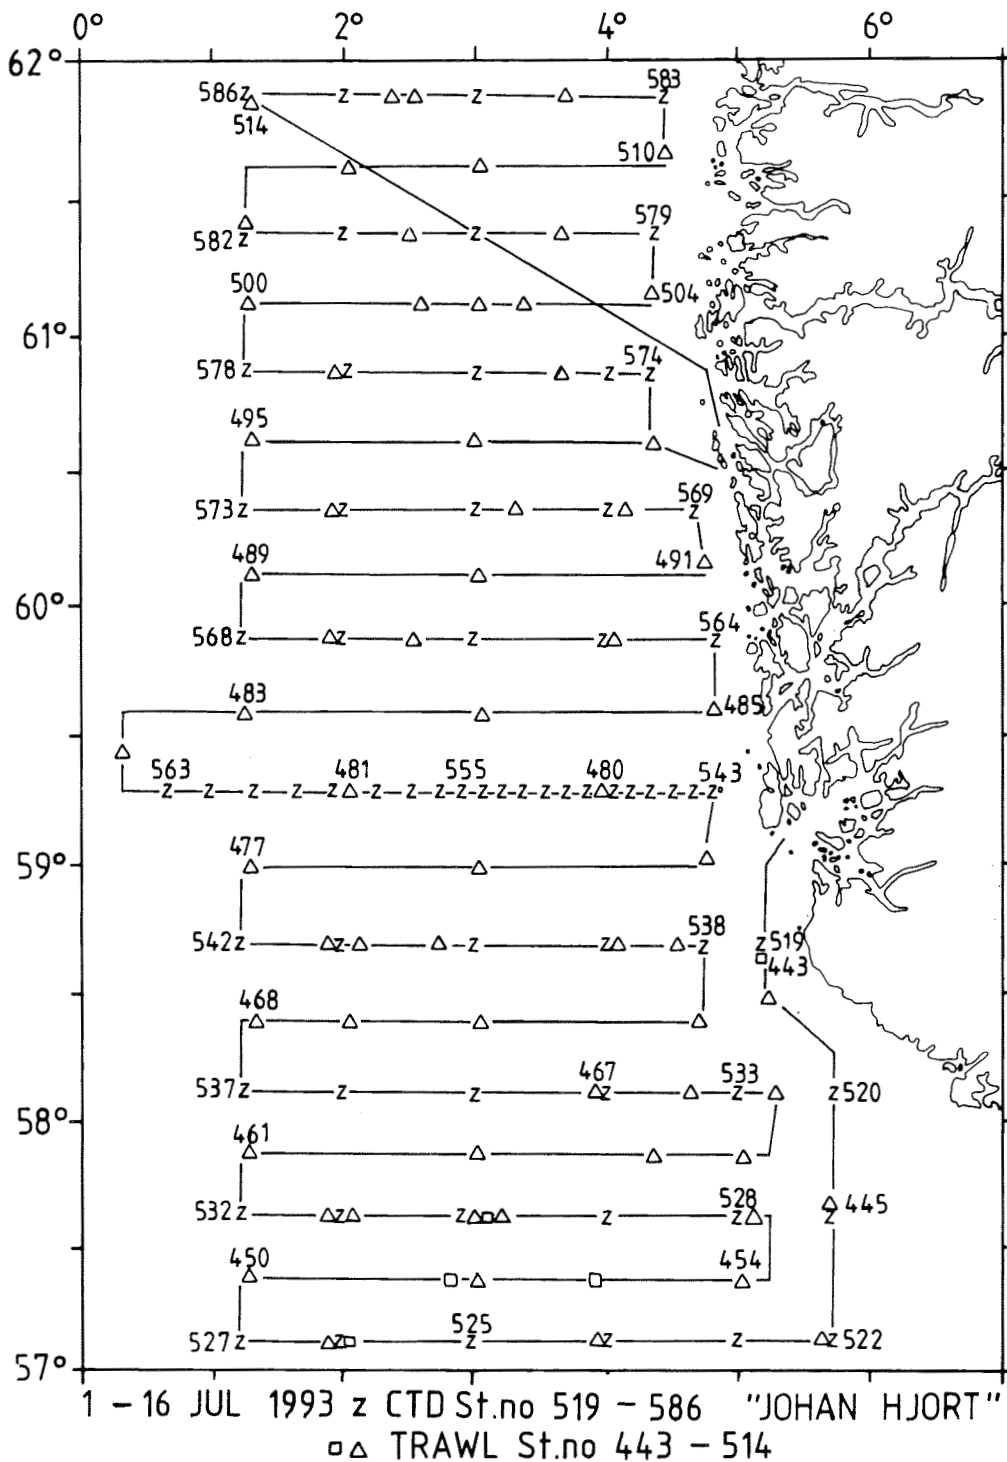 0° 2° 4° 6°
62°
586 z z z 583 z
514
510
579
582 z z z z
500
504
61°
574
578 z z z z z
495
569
573 z z z z z
489
491
60°
564
568 z z z z z
483
485
563 481 555 480 543
z z z z z z z z z z z z z z z z z z z z z
477
59°
538
542 z z z z z
z 519
443
468
467 533
537 z z z z z
z 520
58°
461
528
532 z z z z z
445
z
450
454
525
527 z z z z z z 522
57°
1 – 16 JUL 1993 z CTD St.no 519 – 586 "JOHAN HJORT"
□ △ TRAWL St.no 443 – 514